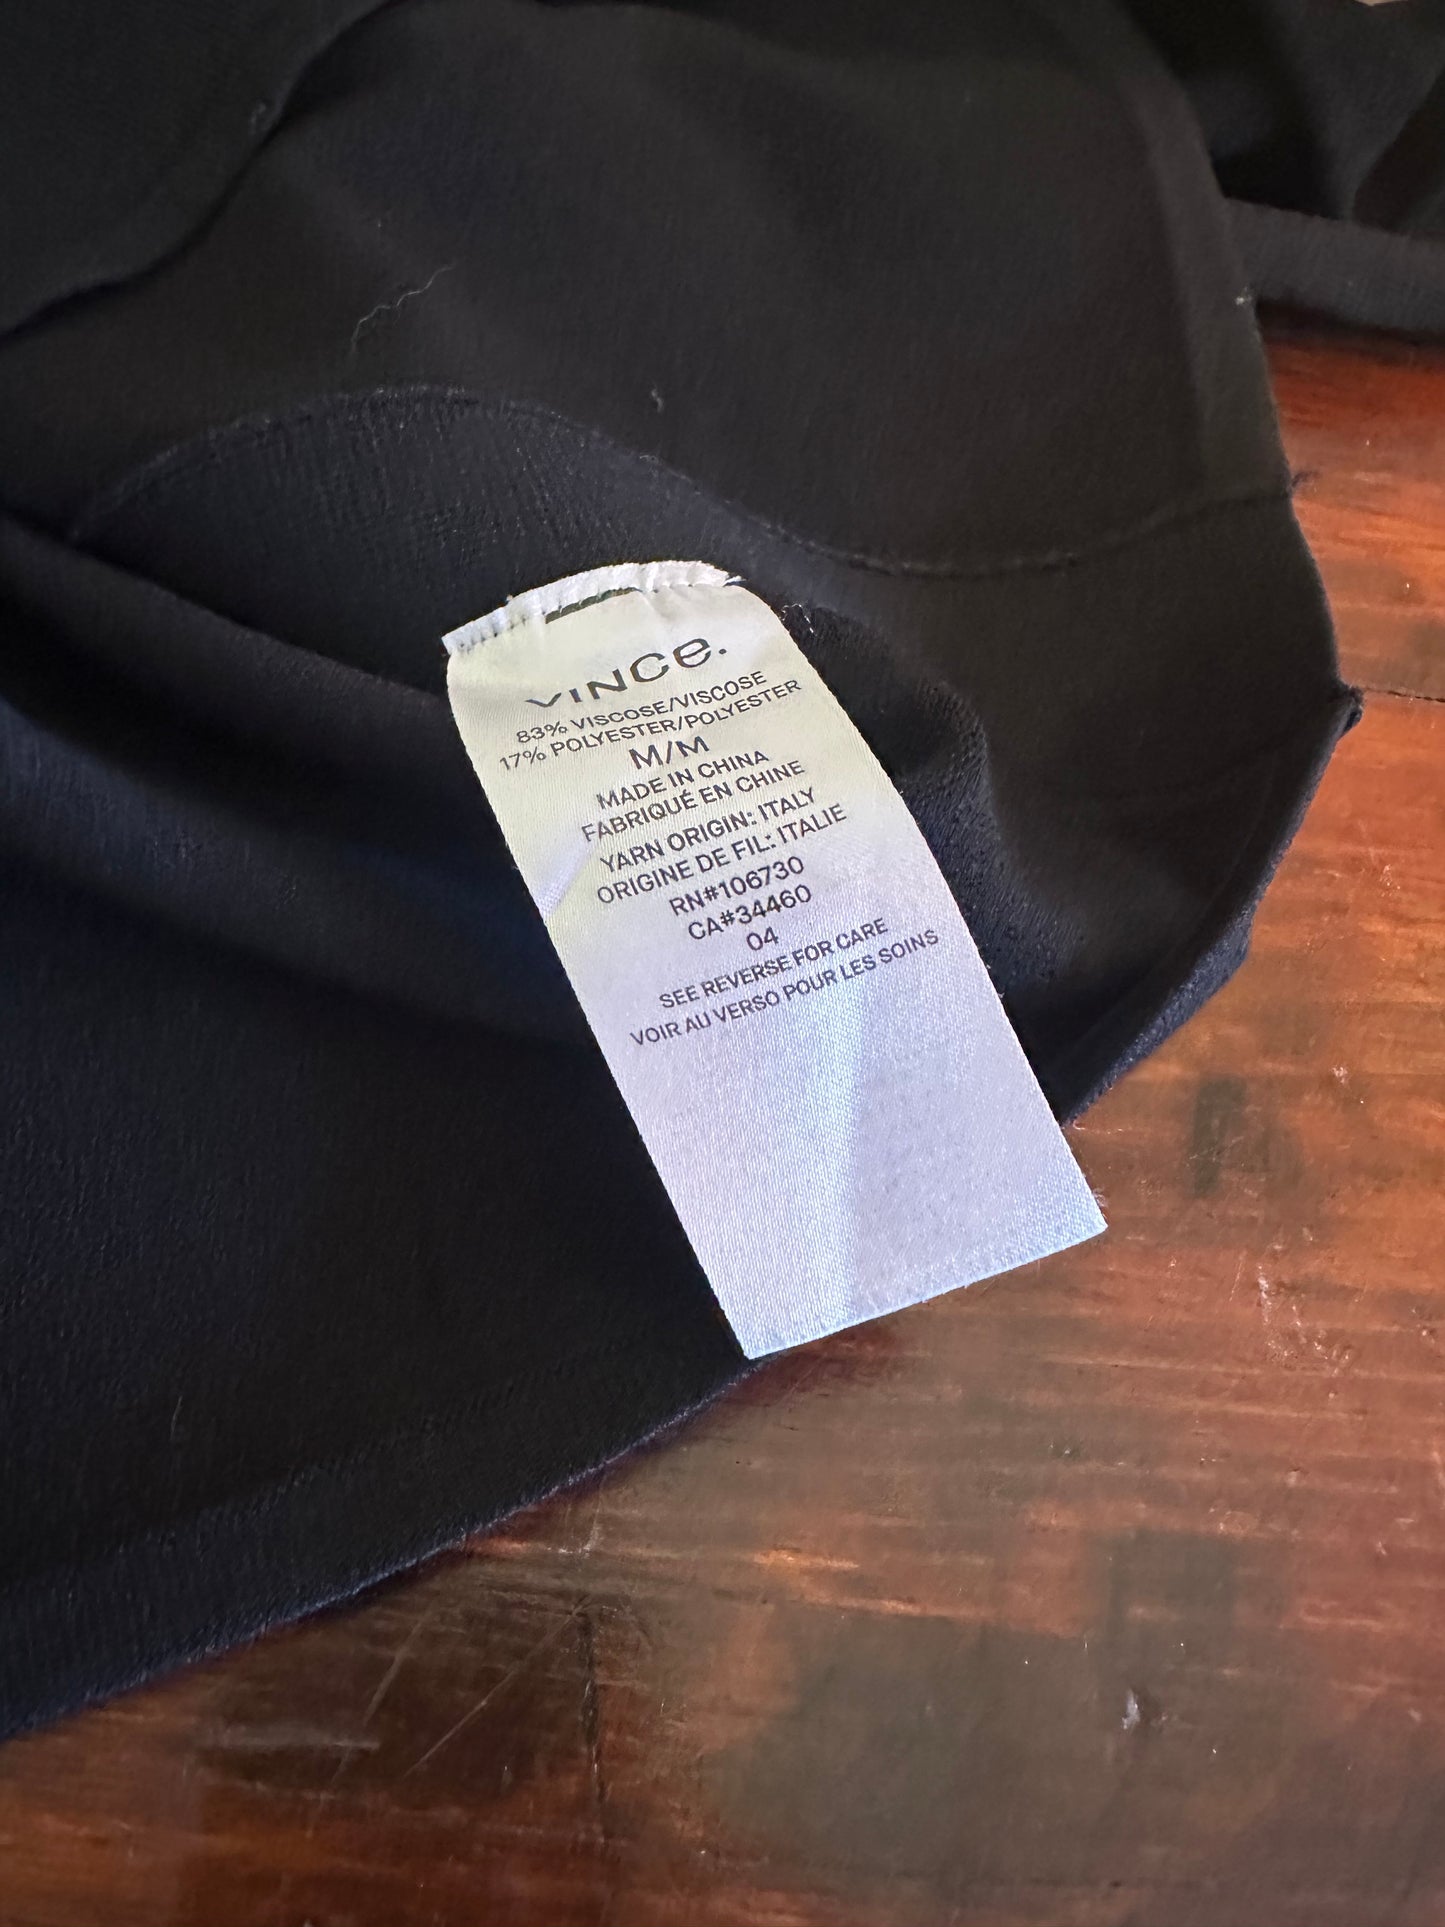 VINCe.
83% VISCOSE/VISCOSE
17% POLYESTER/POLYESTER
M/M
MADE IN CHINA
FABRIQUÉ EN CHINE
YARN ORIGIN: ITALY
ORIGINE DE FIL: ITALIE
RN#106730
CA#34460
04
SEE REVERSE FOR CARE
VOIR AU VERSO POUR LES SOINS